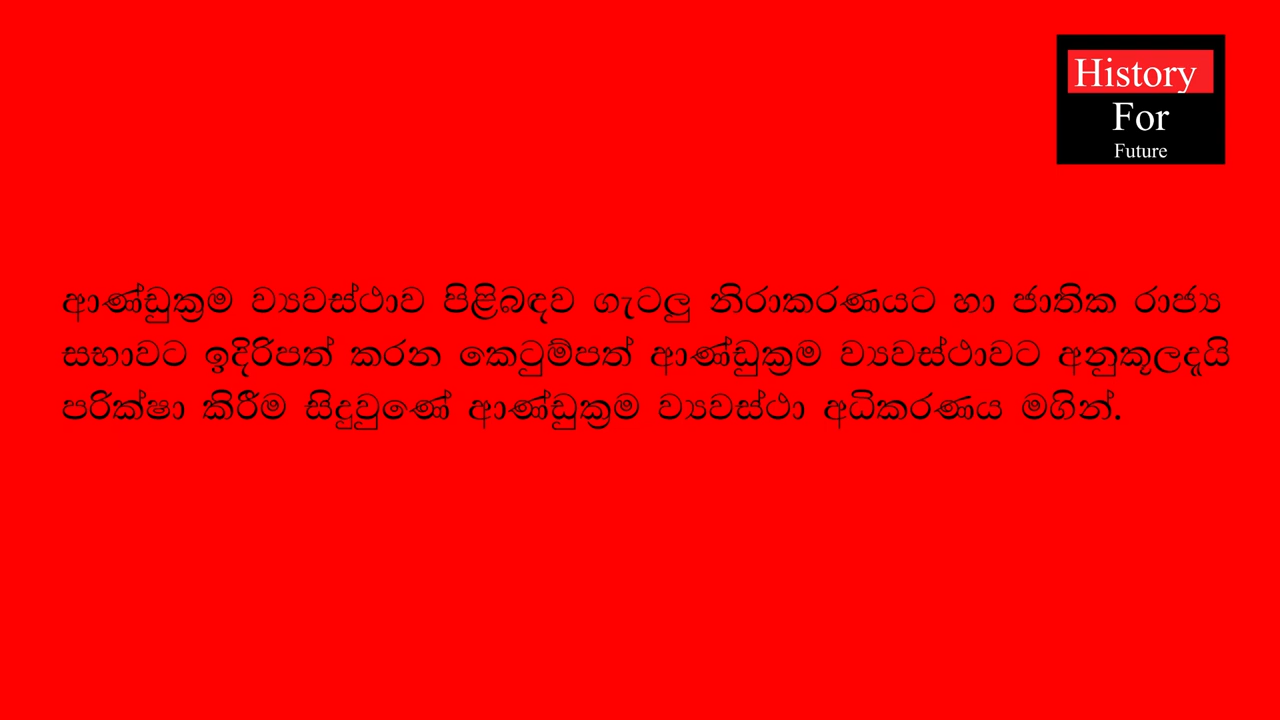 History
For
Future
ආණ්ඩුක්‍රම ව්‍යවස්ථාව පිළිබඳව ගැටලු නිරාකරණයට හා ජාතික රාජ්‍ය
සභාවට ඉදිරිපත් කරන කෙටුම්පත් ආණ්ඩුක්‍රම ව්‍යවස්ථාවට අනුකූලදැයි
පරික්ෂා කිරීම සිදුවුණේ ආණ්ඩුක්‍රම ව්‍යවස්ථා අධිකරණය මගින්.